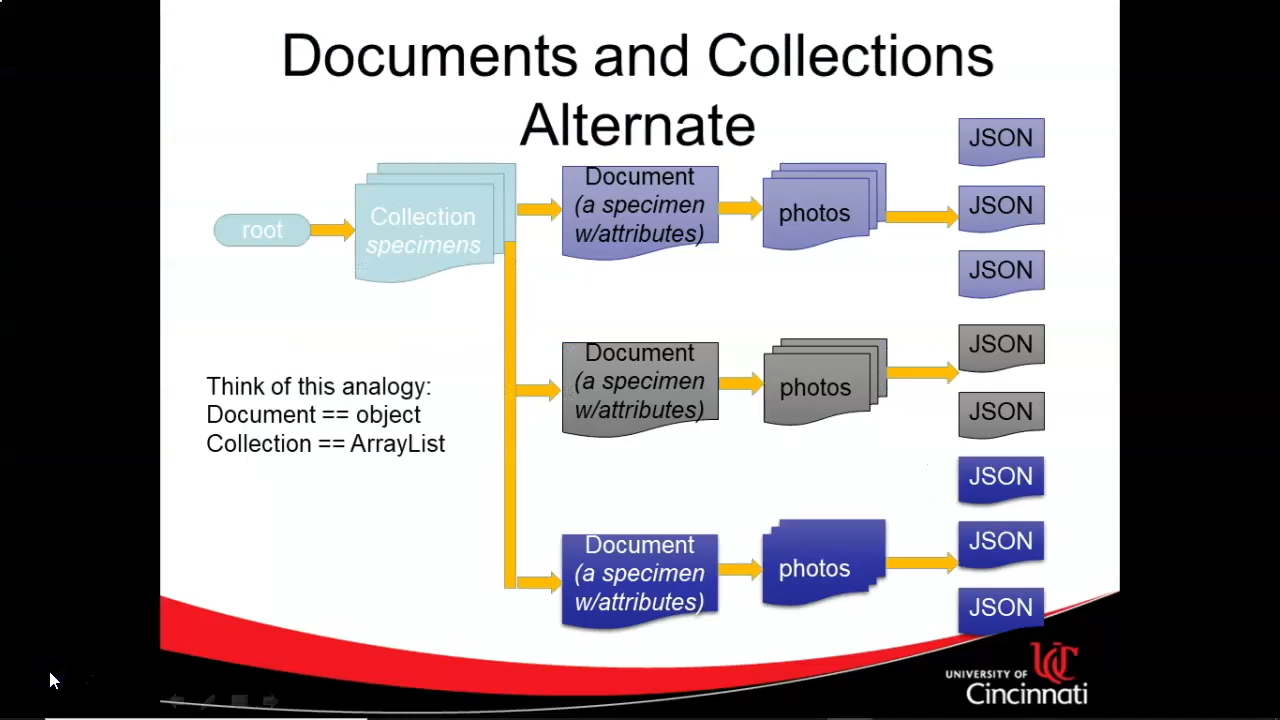 Documents and Collections
Alternate
root
Collection
specimens
Document
(a specimen
w/attributes)
photos
JSON
JSON
JSON
Document
(a specimen
w/attributes)
photos
JSON
JSON
Think of this analogy:
Document == object
Collection == ArrayList
Document
(a specimen
w/attributes)
photos
JSON
JSON
JSON
UC
UNIVERSITY OF
Cincinnati